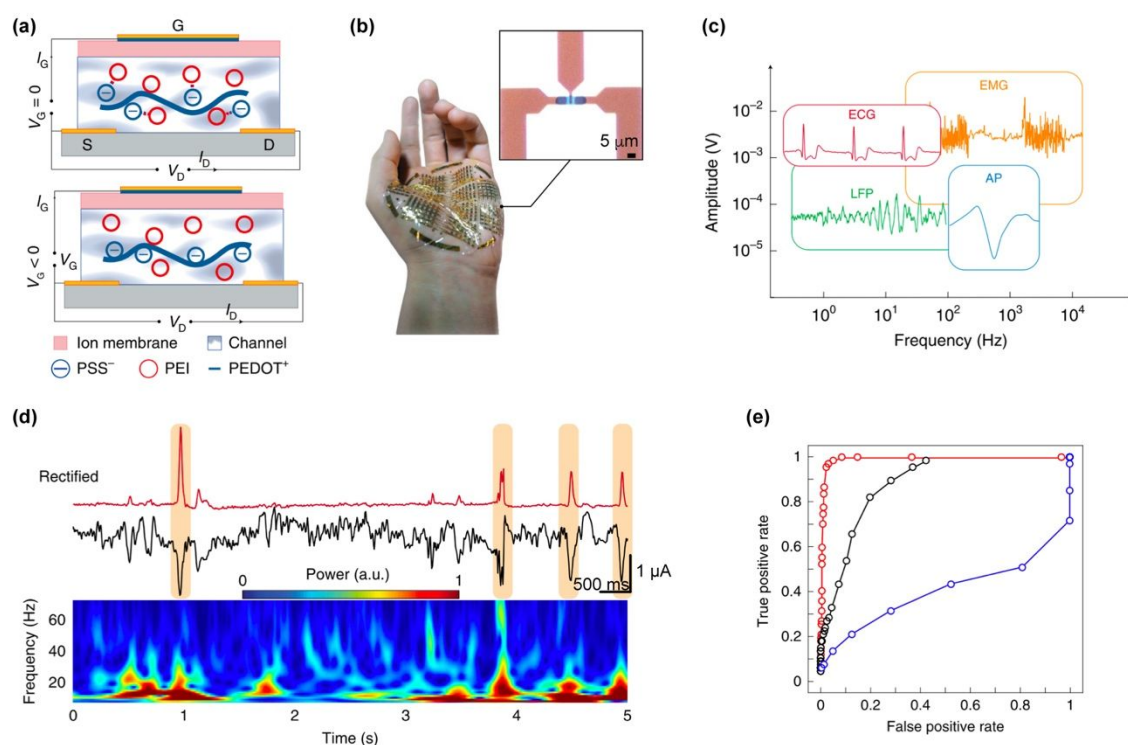 (a)
G
I_G
V_G = 0
S
D
I_D
V_D
I_G
V_G
V_G < 0
I_D
V_D
Ion membrane
Channel
PSS⁻
PEI
PEDOT⁺
(b)
5 μm
(c)
Amplitude (V)
10⁻²
10⁻³
10⁻⁴
10⁻⁵
ECG
EMG
LFP
AP
10⁰ 10¹ 10² 10³ 10⁴
Frequency (Hz)
(d)
Rectified
Power (a.u.)
0 1
500 ms
1 μA
Frequency (Hz)
60
40
20
0 1 2 3 4 5
Time (s)
(e)
True positive rate
1
0.8
0.6
0.4
0.2
0
0 0.2 0.4 0.6 0.8 1
False positive rate